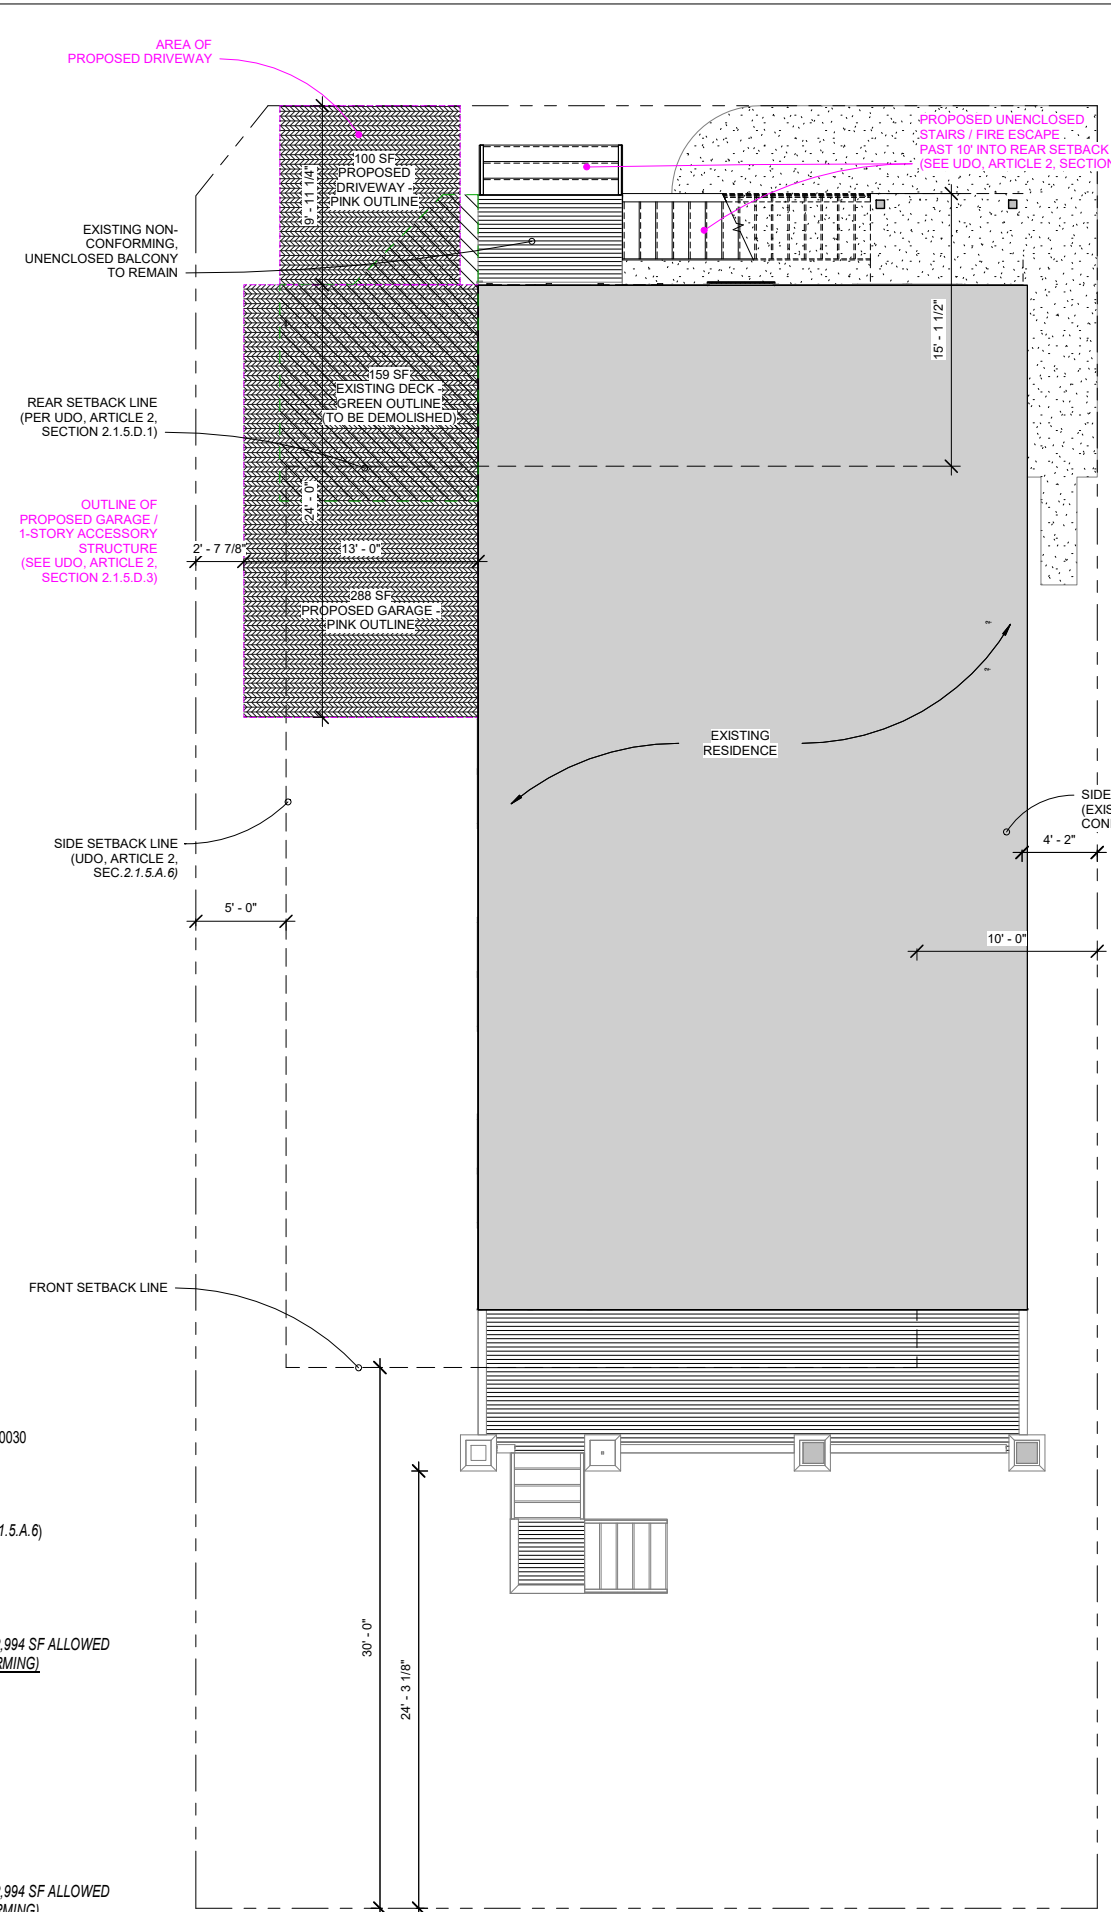 AREA OF
PROPOSED DRIVEWAY
PROPOSED UNENCLOSED
STAIRS / FIRE ESCAPE
PAST 10' INTO REAR SETBACK
(SEE UDO, ARTICLE 2, SECTION
100 SF
PROPOSED
DRIVEWAY -
PINK OUTLINE
9' - 11 1/4"
EXISTING NON-
CONFORMING,
UNENCLOSED BALCONY
TO REMAIN
15' - 1 1/2"
159 SF
EXISTING DECK -
GREEN OUTLINE
(TO BE DEMOLISHED)
REAR SETBACK LINE
(PER UDO, ARTICLE 2,
SECTION 2.1.5.D.1)
24' - 0"
OUTLINE OF
PROPOSED GARAGE /
1-STORY ACCESSORY
STRUCTURE
(SEE UDO, ARTICLE 2,
SECTION 2.1.5.D.3)
2' - 7 7/8"
13' - 0"
288 SF
PROPOSED GARAGE -
PINK OUTLINE
EXISTING
RESIDENCE
SIDE
(EXIS
CON
4' - 2"
SIDE SETBACK LINE
(UDO, ARTICLE 2,
SEC.2.1.5.A.6)
5' - 0"
10' - 0"
FRONT SETBACK LINE
0030
1.5.A.6)
30' - 0"
24' - 3 1/8"
,994 SF ALLOWED
RMING)
,994 SF ALLOWED
RMING)